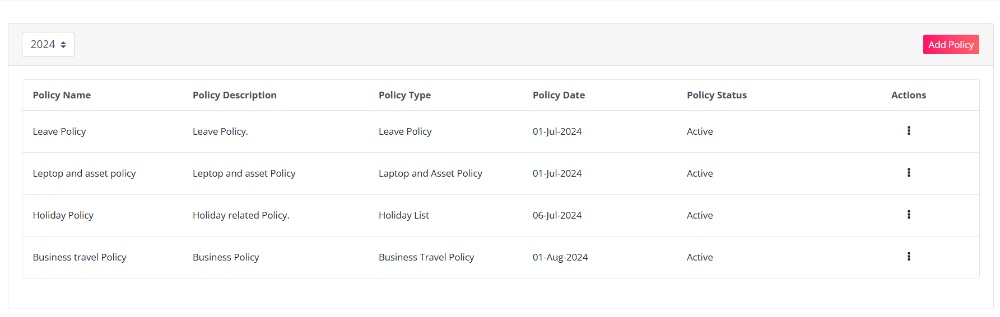 2024
Add Policy
Policy Name Policy Description Policy Type Policy Date Policy Status Actions
Leave Policy Leave Policy. Leave Policy 01-Jul-2024 Active
Leptop and asset policy Leptop and asset Policy Laptop and Asset Policy 01-Jul-2024 Active
Holiday Policy Holiday related Policy. Holiday List 06-Jul-2024 Active
Business travel Policy Business Policy Business Travel Policy 01-Aug-2024 Active